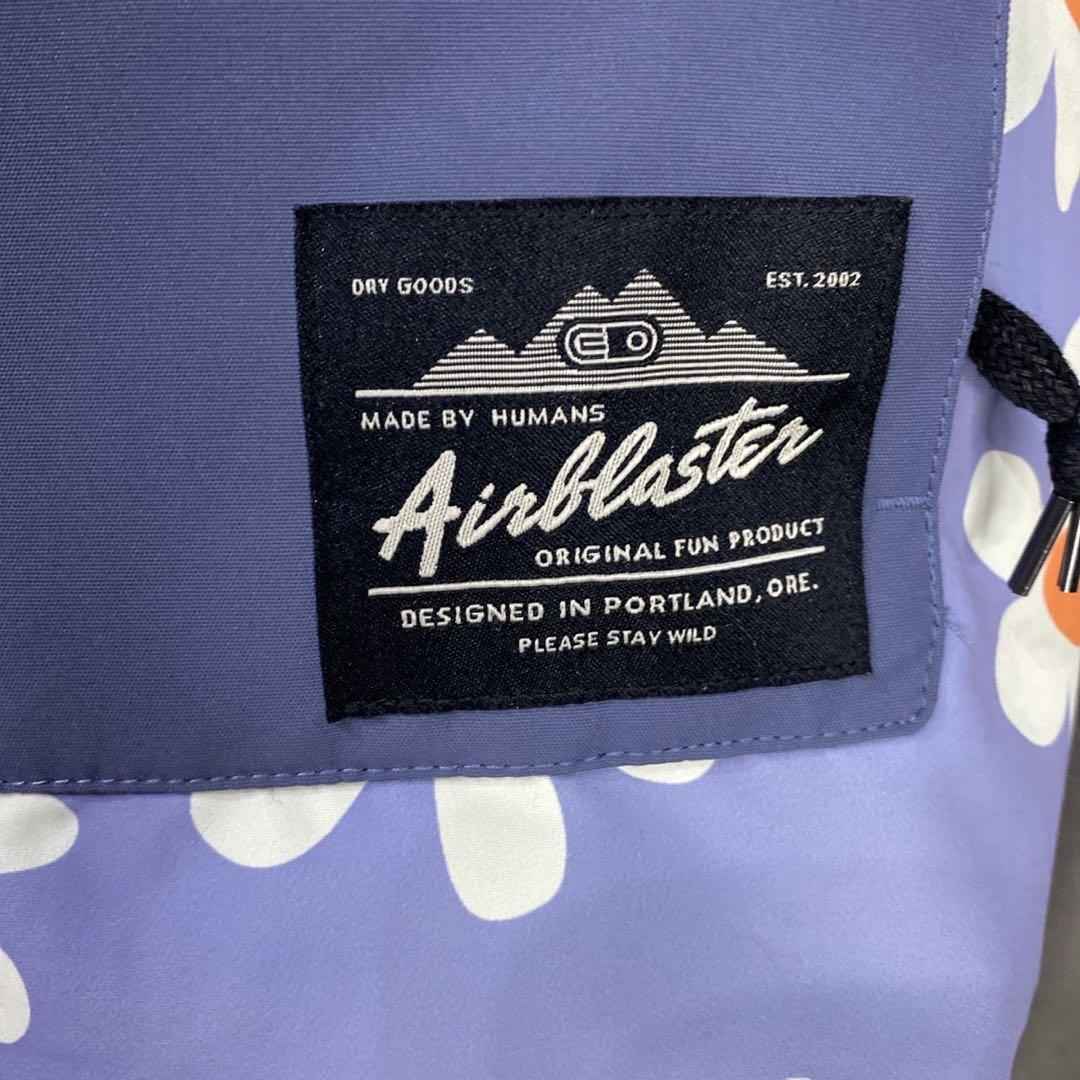 DRY GOODS
EST. 2002
MADE BY HUMANS
Airblaster
ORIGINAL FUN PRODUCT
DESIGNED IN PORTLAND, ORE.
PLEASE STAY WILD